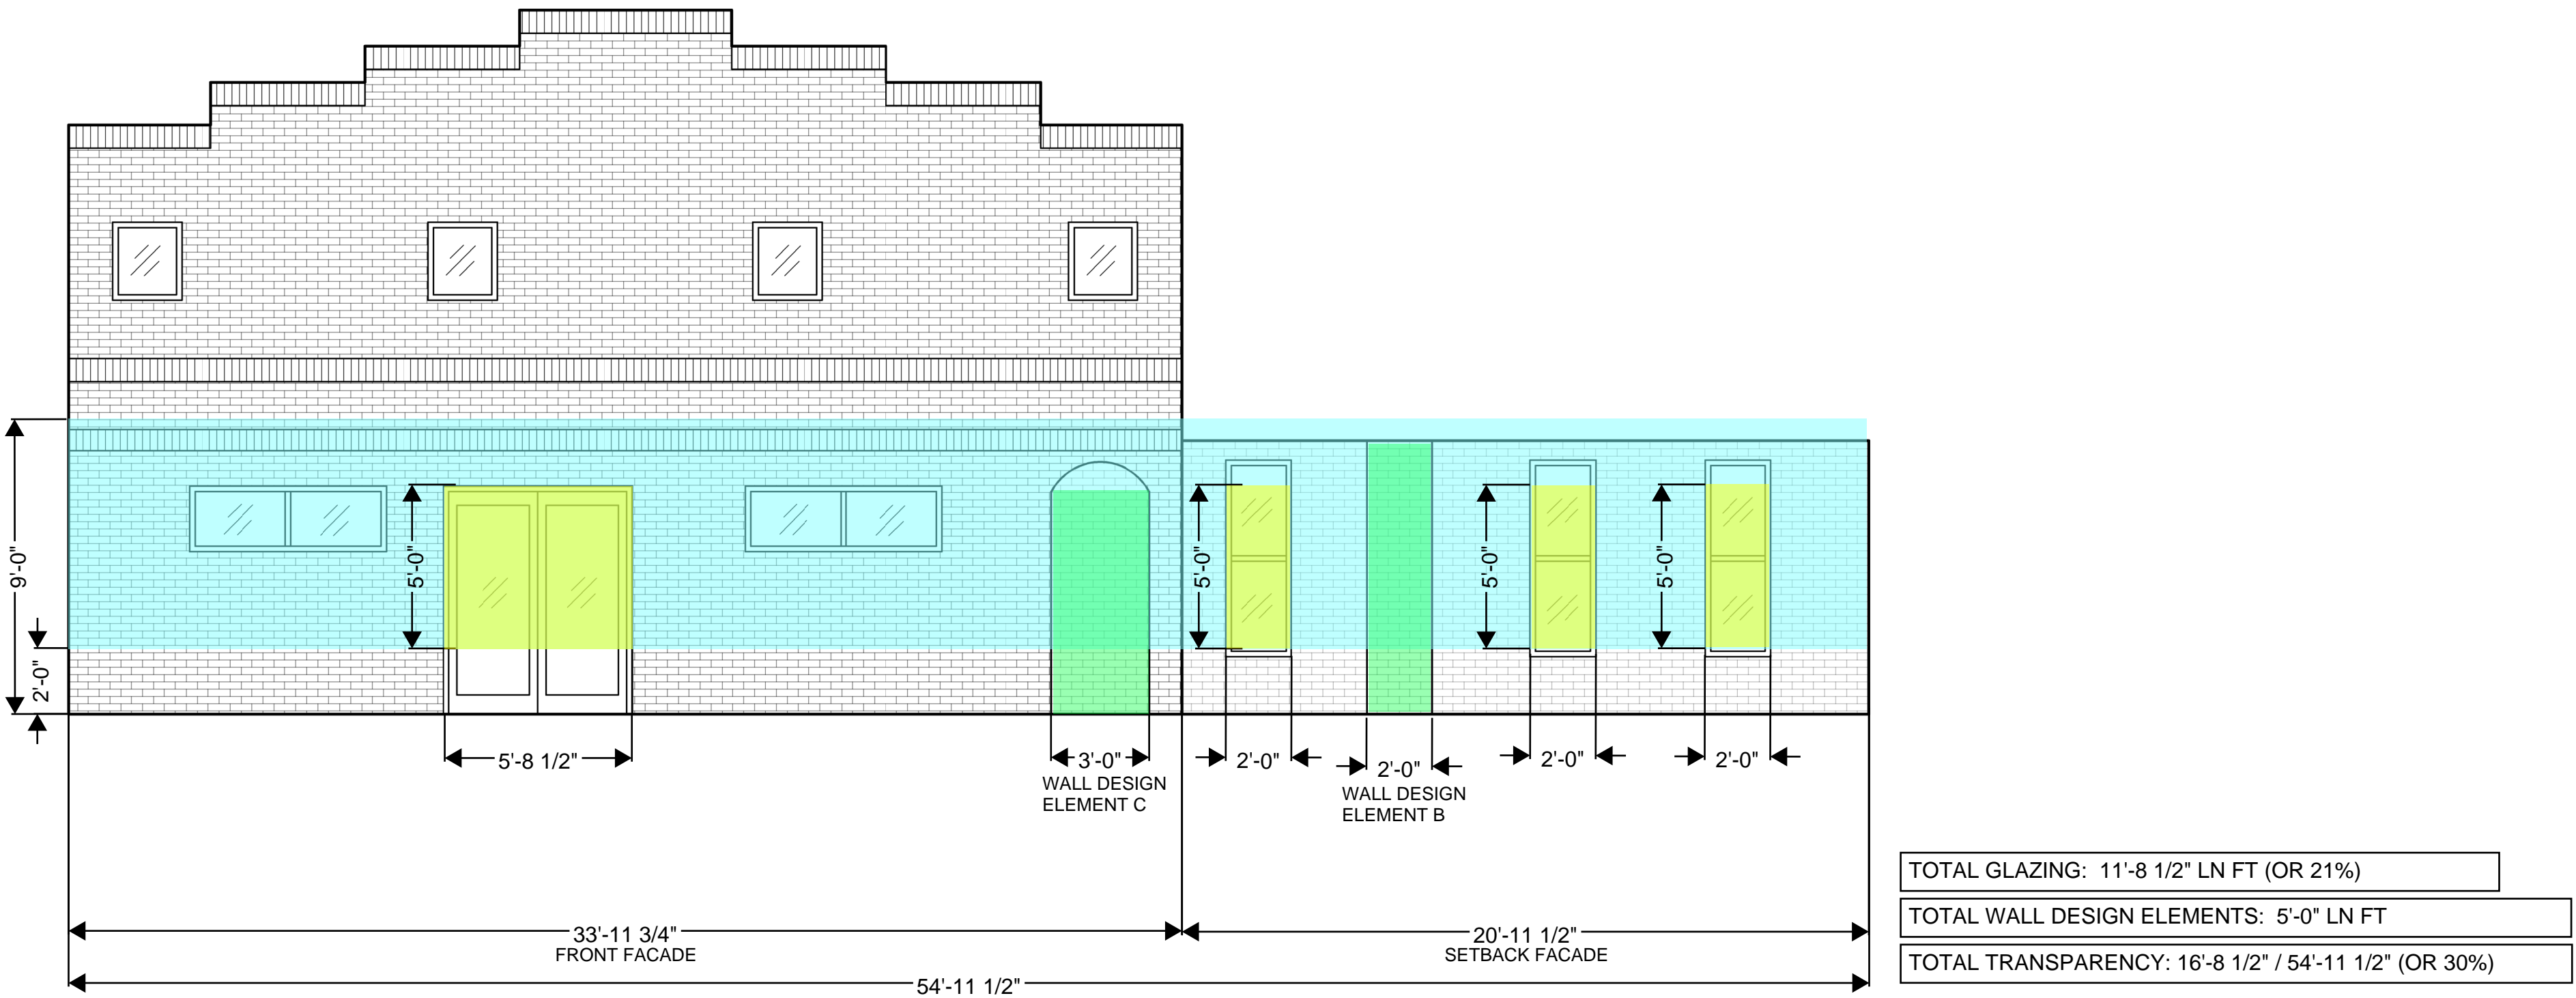 9'-0"
2'-0"
5'-0"
5'-0"
5'-0"
5'-0"
5'-8 1/2"
3'-0"
WALL DESIGN
ELEMENT C
2'-0"
2'-0"
WALL DESIGN
ELEMENT B
2'-0"
2'-0"
33'-11 3/4"
FRONT FACADE
20'-11 1/2"
SETBACK FACADE
54'-11 1/2"
TOTAL GLAZING: 11'-8 1/2" LN FT (OR 21%)
TOTAL WALL DESIGN ELEMENTS: 5'-0" LN FT
TOTAL TRANSPARENCY: 16'-8 1/2" / 54'-11 1/2" (OR 30%)